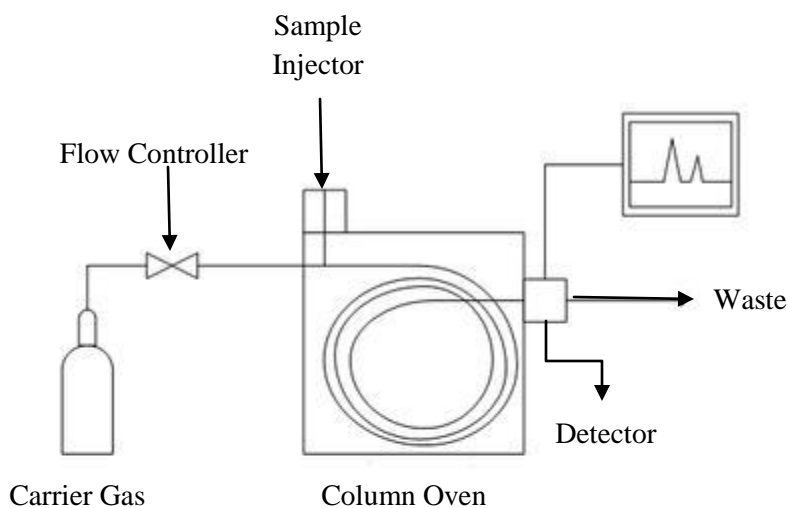 Sample
Injector
Flow Controller
Waste
Detector
Carrier Gas
Column Oven